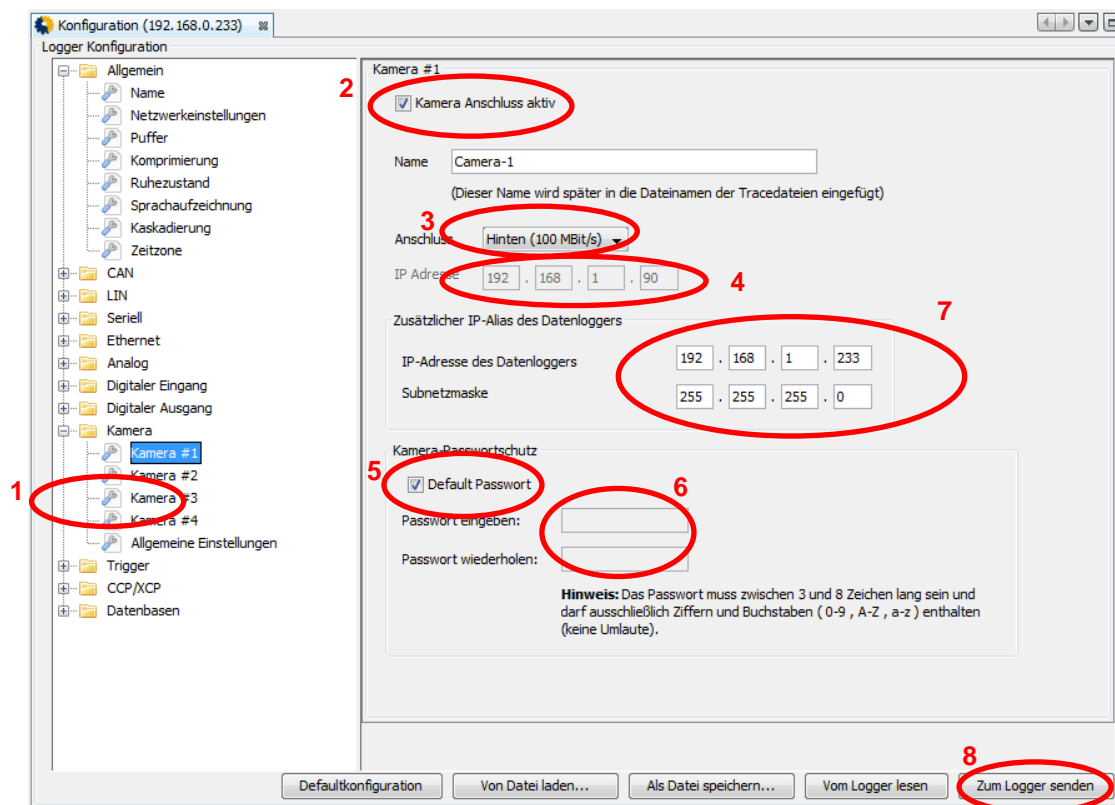 Konfiguration (192.168.0.233)
Logger Konfiguration
Allgemein
Name
Netzwerkeinstellungen
Puffer
Komprimierung
Ruhezustand
Sprachaufzeichnung
Kaskadierung
Zeitzone
CAN
LIN
Seriell
Ethernet
Analog
Digitaler Eingang
Digitaler Ausgang
Kamera
Kamera #1
Kamera #2
1
Kamera #3
Kamera #4
Allgemeine Einstellungen
Trigger
CCP/XCP
Datenbasen
Kamera #1
2
Kamera Anschluss aktiv
Name Camera-1
(Dieser Name wird später in die Dateinamen der Tracedateien eingefügt)
3
Anschluss Hinten (100 MBit/s)
IP Adresse 192 . 168 . 1 . 90
4
7
Zusätzlicher IP-Alias des Datenloggers
IP-Adresse des Datenloggers 192 . 168 . 1 . 233
Subnetzmaske 255 . 255 . 255 . 0
Kamera-Passwortschutz
5
Default Passwort
6
Passwort eingeben:
Passwort wiederholen:
Hinweis: Das Passwort muss zwischen 3 und 8 Zeichen lang sein und
darf ausschließlich Ziffern und Buchstaben ( 0-9 , A-Z , a-z ) enthalten
(keine Umlaute).
8
Defaultkonfiguration Von Datei laden... Als Datei speichern... Vom Logger lesen Zum Logger senden